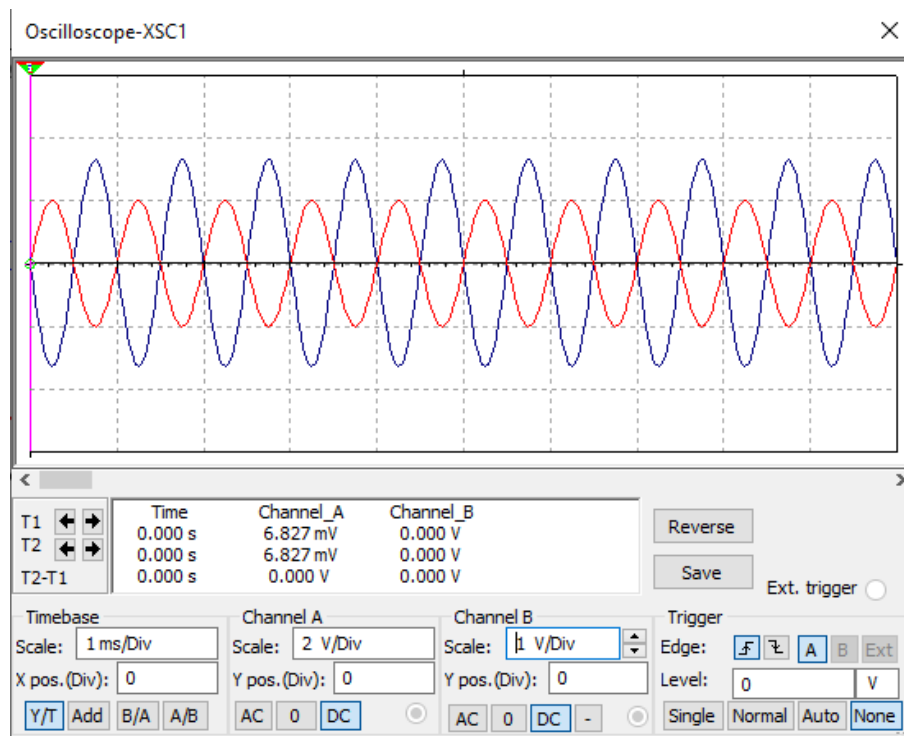 Oscilloscope-XSC1
T
Time Channel_A Channel_B
T1 0.000 s 6.827 mV 0.000 V
T2 0.000 s 6.827 mV 0.000 V
T2-T1 0.000 s 0.000 V 0.000 V
Reverse
Save
Ext. trigger
Timebase
Scale: 1 ms/Div
X pos.(Div): 0
Y/T Add B/A A/B
Channel A
Scale: 2 V/Div
Y pos.(Div): 0
AC 0 DC
Channel B
Scale: 1 V/Div
Y pos.(Div): 0
AC 0 DC -
Trigger
Edge: A B Ext
Level: 0 V
Single Normal Auto None